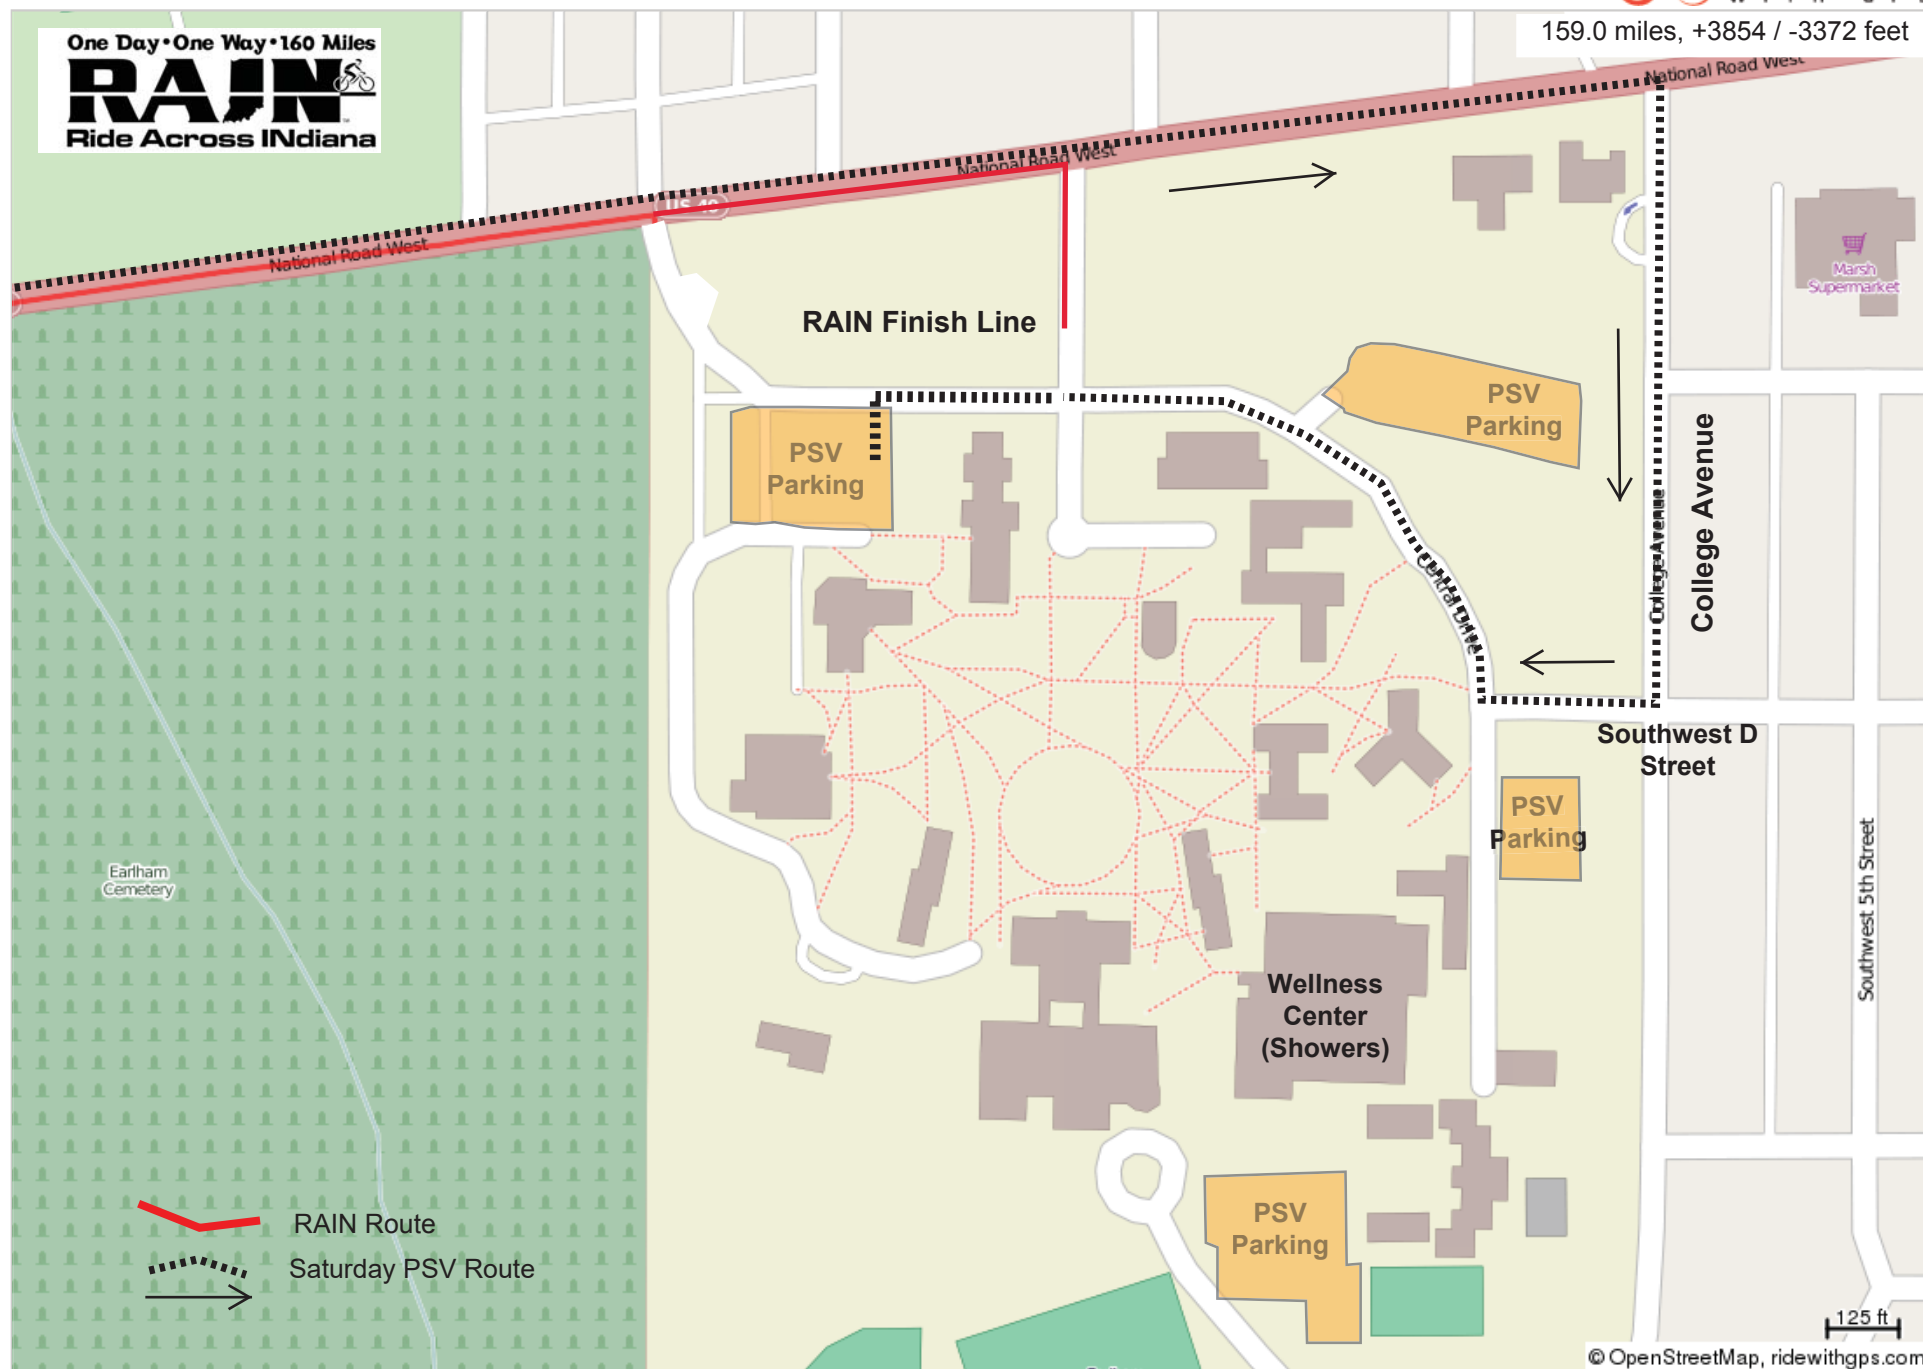 One Day•One Way•160 Miles
RAIN
Ride Across INdiana
159.0 miles, +3854 / -3372 feet
National Road West
National Road West
US 40
National Road West
Marsh
Supermarket
RAIN Finish Line
PSV
Parking
PSV
Parking
College Avenue
College Avenue
Central Drive
Southwest D
Street
PSV
Parking
Earlham
Cemetery
Southwest 5th Street
Wellness
Center
(Showers)
PSV
Parking
RAIN Route
Saturday PSV Route
125 ft
© OpenStreetMap, ridewithgps.com